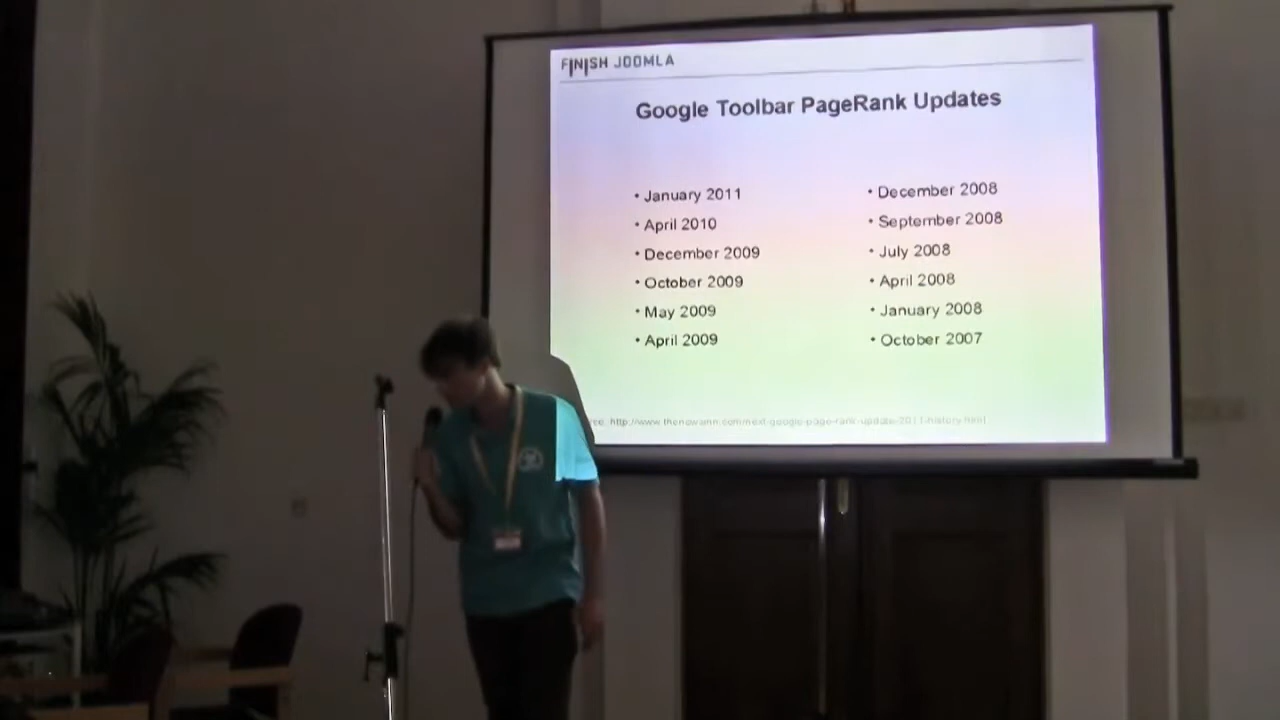 FINISH JOOMLA
Google Toolbar PageRank Updates
• January 2011
• April 2010
• December 2009
• October 2009
• May 2009
• April 2009
• December 2008
• September 2008
• July 2008
• April 2008
• January 2008
• October 2007